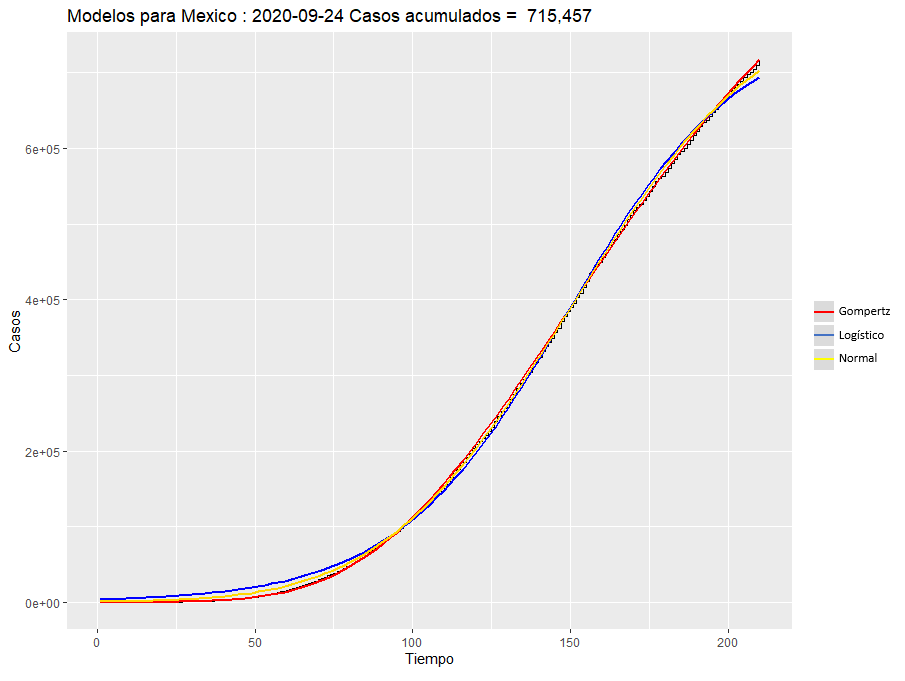 Modelos para Mexico : 2020-09-24 Casos acumulados =  715,457
Casos
6e+05
4e+05
2e+05
0e+00
0
50
100
150
200
Tiempo
Gompertz
Logístico
Normal